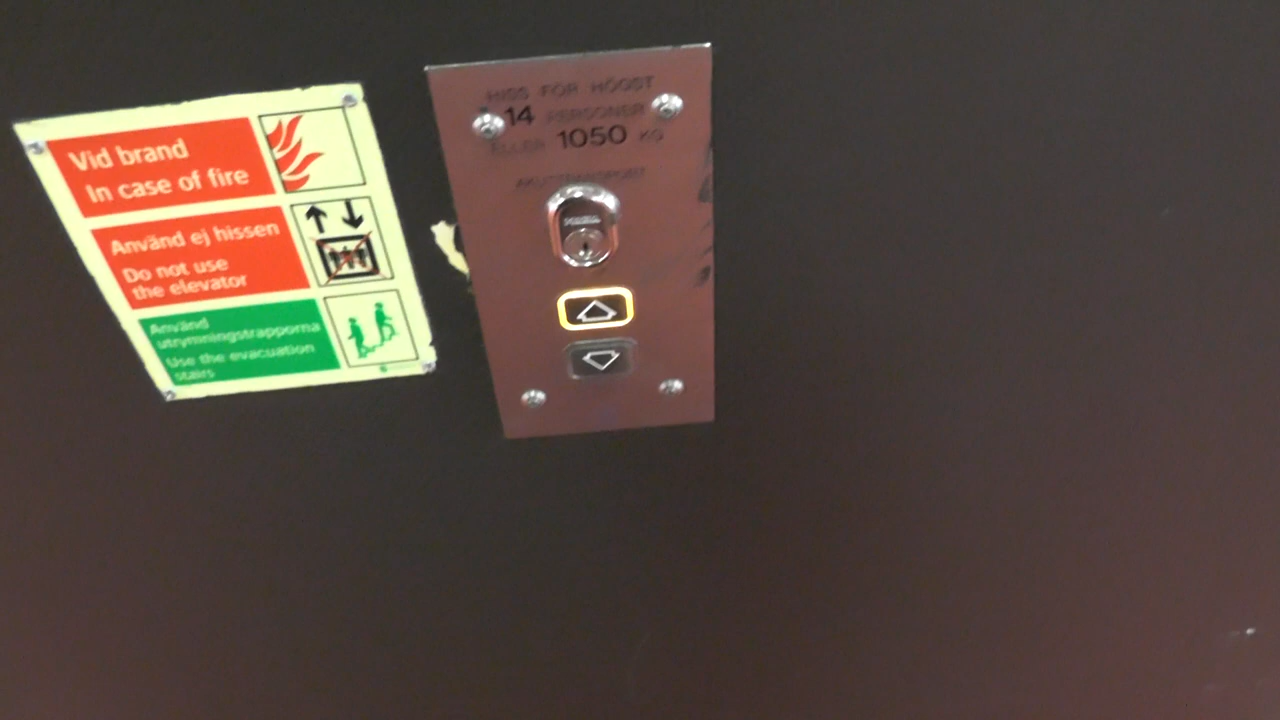 Vid brand
In case of fire
Använd ej hissen
Do not use
the elevator
Använd
utrymningstrapporna
Use the evacuation
stairs
HISS FÖR HÖGST
14 PERSONER
ELLER 1050 KG
AKUTTRANSPORT